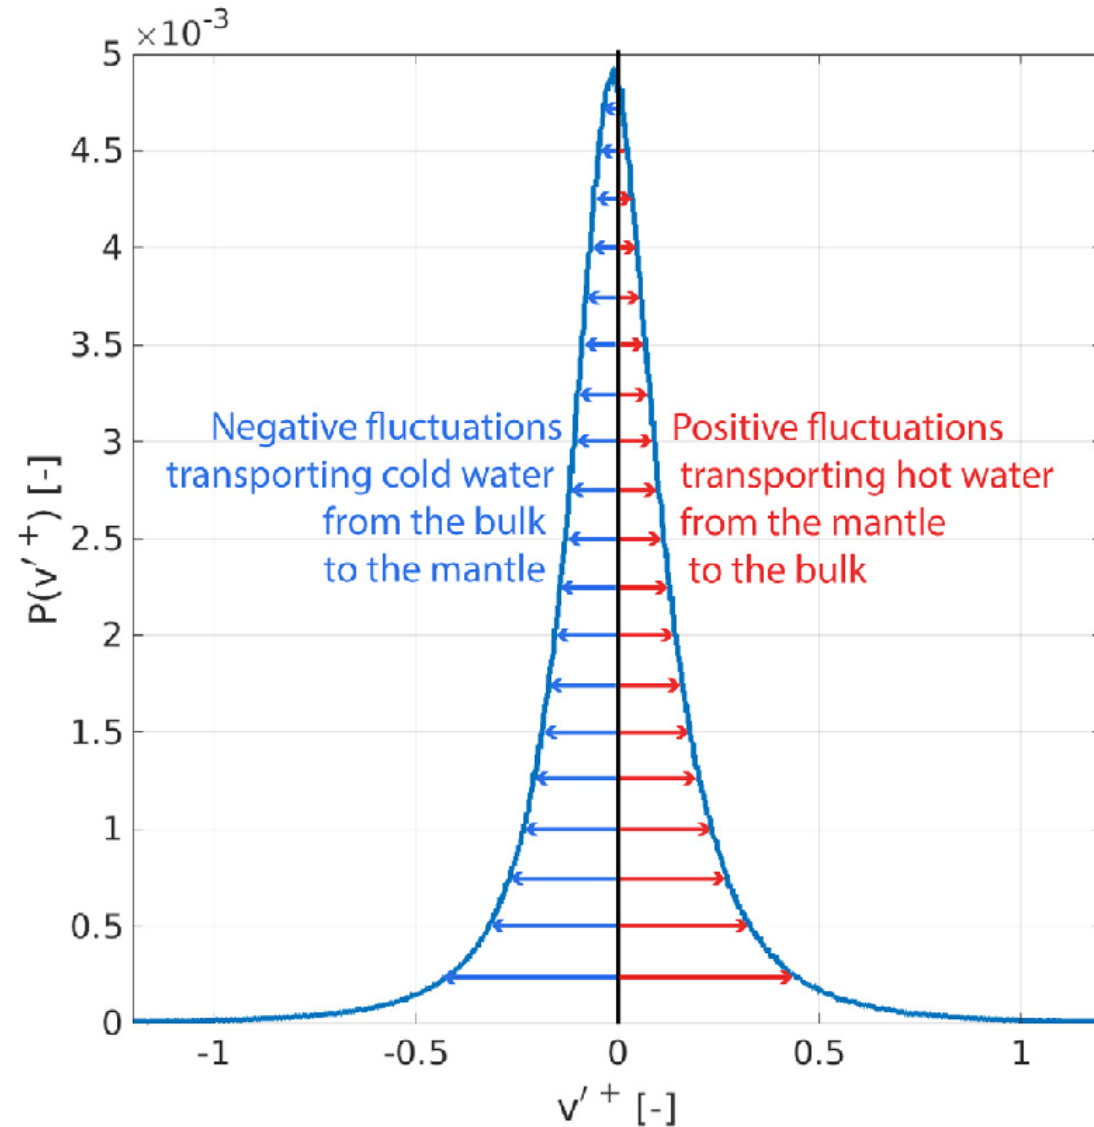 ×10⁻³
5
4.5
4
3.5
3
2.5
2
1.5
1
0.5
0
P(v′⁺) [-]
Negative fluctuations
transporting cold water
from the bulk
to the mantle
Positive fluctuations
transporting hot water
from the mantle
to the bulk
-1
-0.5
0
0.5
1
v′⁺ [-]